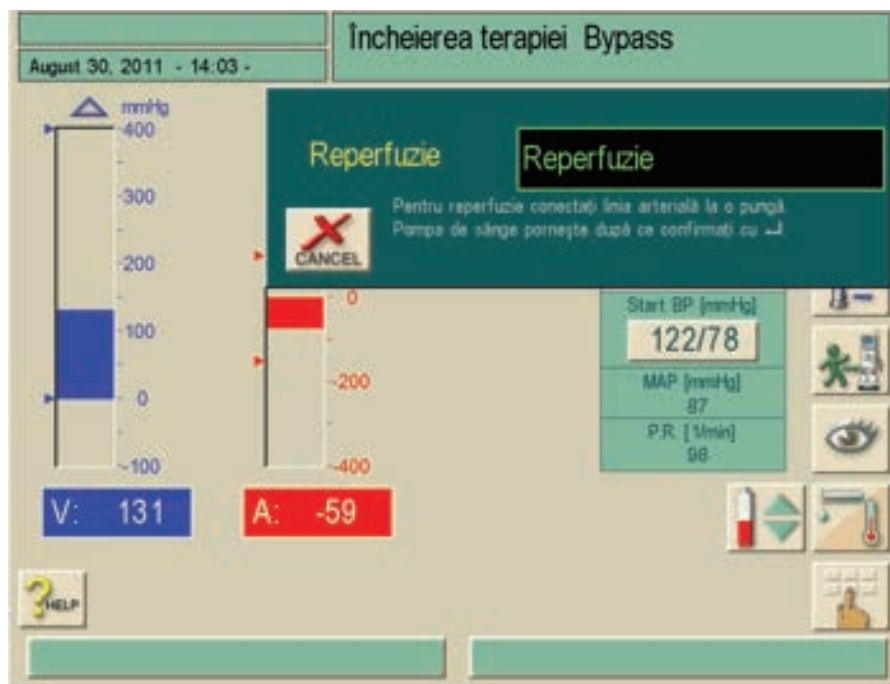 Încheierea terapiei Bypass
August 30, 2011 - 14:03 -
mmHg
400
300
200
100
0
-100
V: 131
Reperfuzie
Reperfuzie
Pentru reperfuzie conectați linia arterială la o pungă.
Pompa de sânge pornește după ce confirmați cu ↵
CANCEL
0
-200
-400
A: -59
Start BP [mmHg]
122/78
MAP [mmHg]
87
P.R. [1/min]
98
HELP